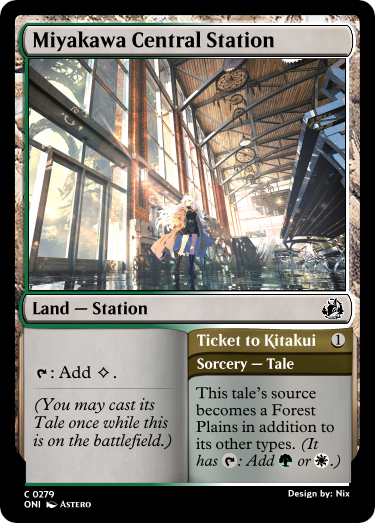 Miyakawa Central Station
Land — Station
: Add .
(You may cast its
Tale once while this
is on the battlefield.)
Ticket to Kitakui 1
Sorcery — Tale
This tale's source
becomes a Forest
Plains in addition to
its other types. (It
has : Add or .)
C 0279
ONI Astero
Design by: Nix